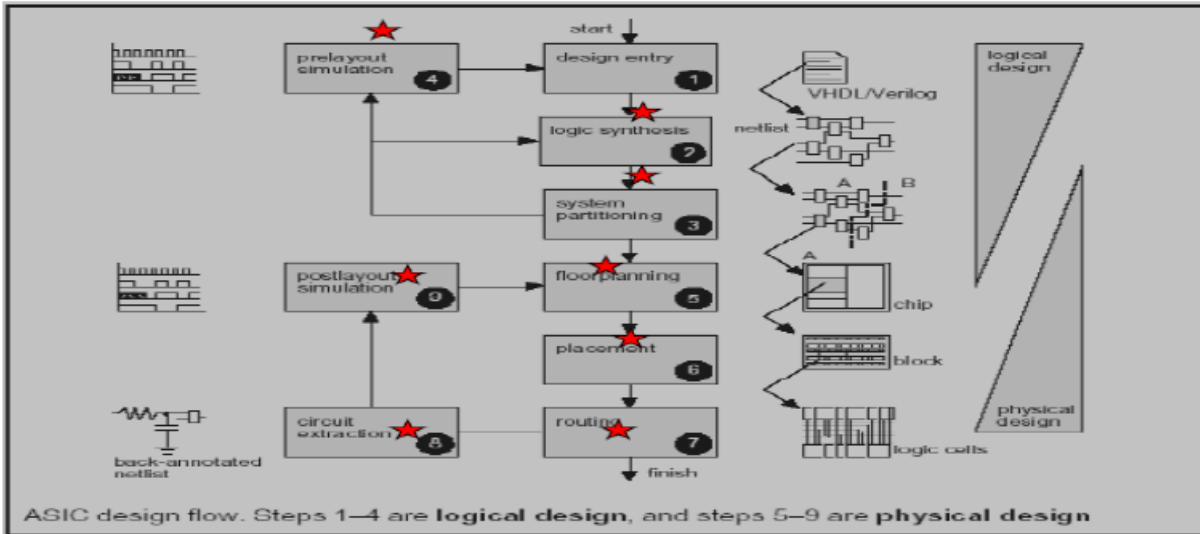 start
prelayout
simulation
4
design entry
1
logical
design
VHDL/Verilog
logic synthesis
2
netlist
A
B
system
partitioning
3
A
postlayout
simulation
9
floorplanning
5
chip
placement
6
block
circuit
extraction
8
routing
7
physical
design
logic cells
back-annotated
netlist
finish
ASIC design flow. Steps 1–4 are logical design, and steps 5–9 are physical design